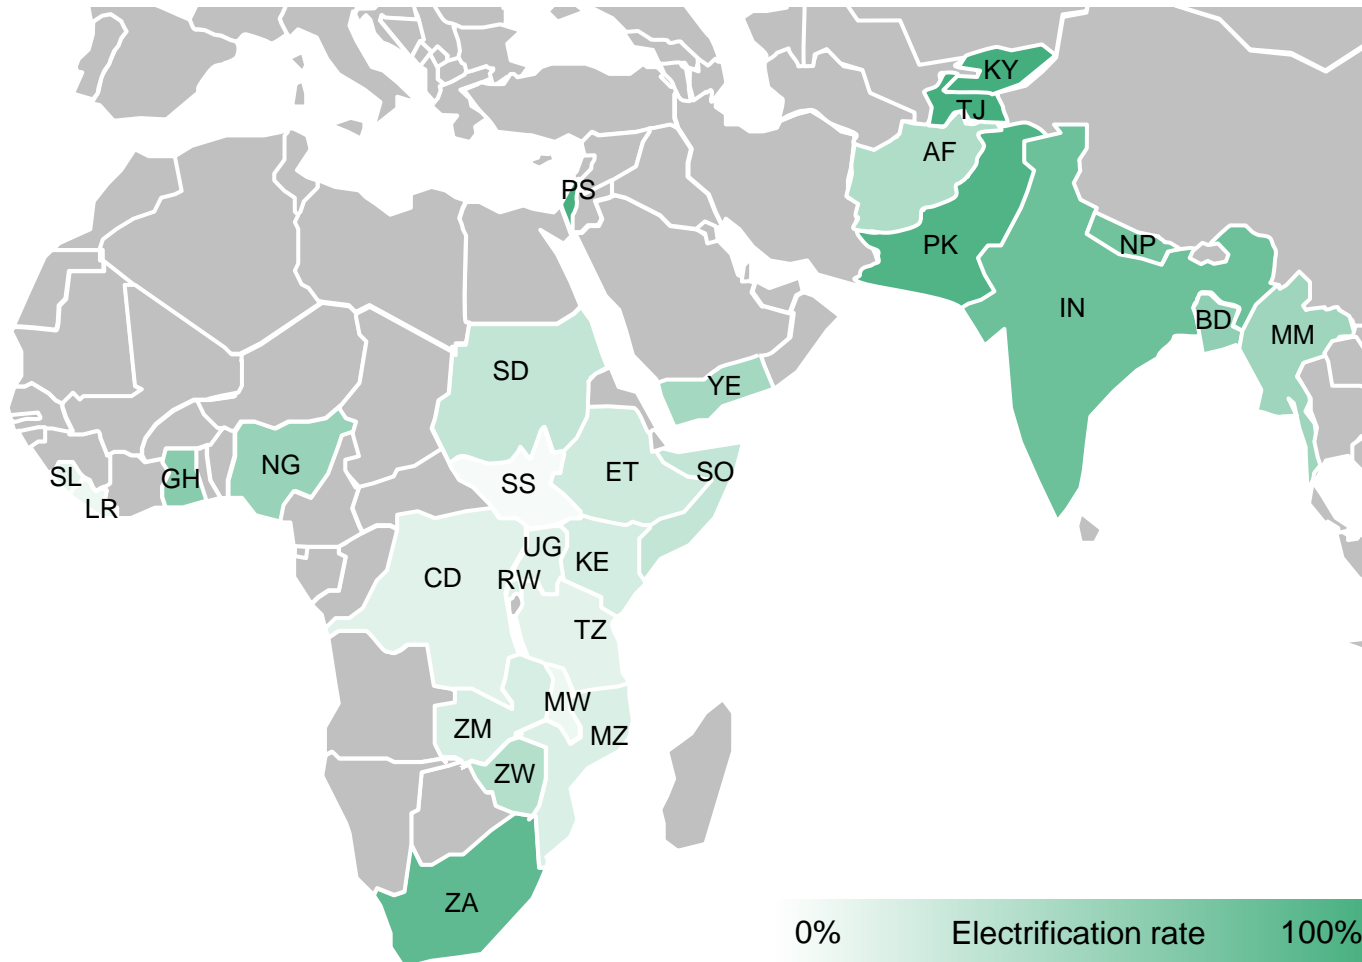 KY
TJ
AF
PS
PK
NP
IN
BD
MM
SD
YE
NG
SL
GH
SS
ET
SO
LR
UG
CD
RW
KE
TZ
MW
ZM
MZ
ZW
ZA
0% Electrification rate 100%